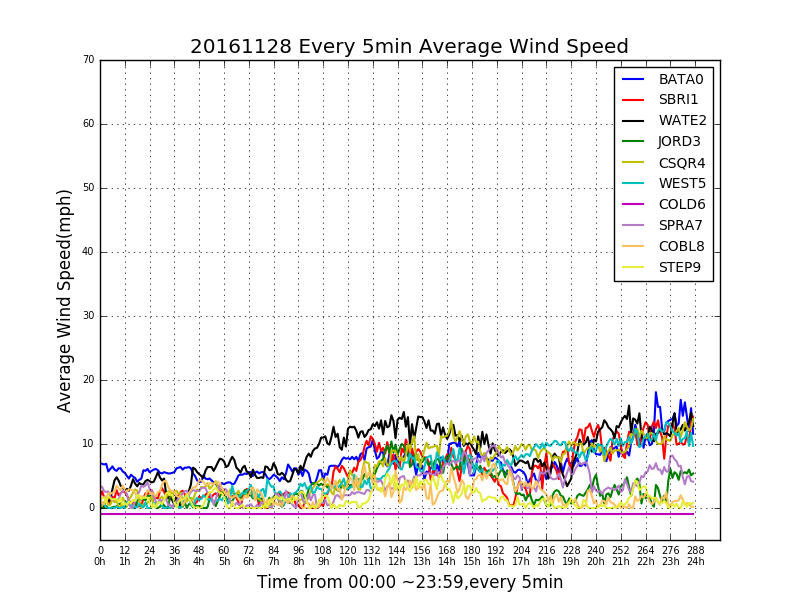 20161128 Every 5min Average Wind Speed
70
60
50
40
30
20
10
0
Average Wind Speed(mph)
BATA0
SBRI1
WATE2
JORD3
CSQR4
WEST5
COLD6
SPRA7
COBL8
STEP9
0 12 24 36 48 60 72 84 96 108 120 132 144 156 168 180 192 204 216 228 240 252 264 276 288
0h 1h 2h 3h 4h 5h 6h 7h 8h 9h 10h 11h 12h 13h 14h 15h 16h 17h 18h 19h 20h 21h 22h 23h 24h
Time from 00:00 ~23:59,every 5min